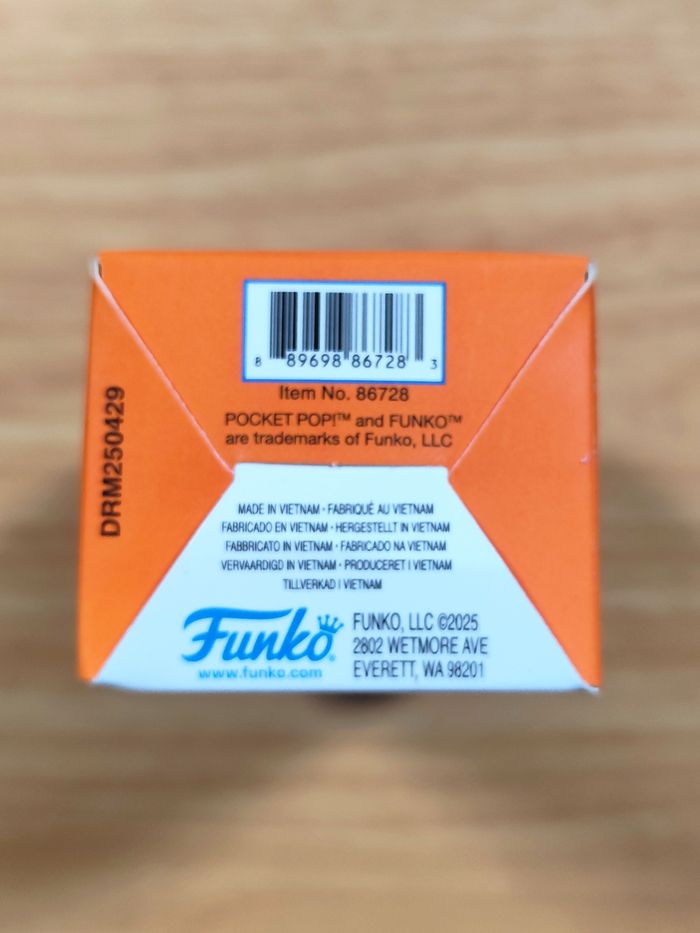 8 89698 86728 3
Item No. 86728
POCKET POP!™ and FUNKO™
are trademarks of Funko, LLC
DRM250429
MADE IN VIETNAM · FABRIQUÉ AU VIETNAM
FABRICADO EN VIETNAM · HERGESTELLT IN VIETNAM
FABBRICATO IN VIETNAM · FABRICADO NA VIETNAM
VERVAARDIGD IN VIETNAM · PRODUCERET I VIETNAM
TILLVERKAD I VIETNAM
Funko
www.funko.com
FUNKO, LLC ©2025
2802 WETMORE AVE
EVERETT, WA 98201